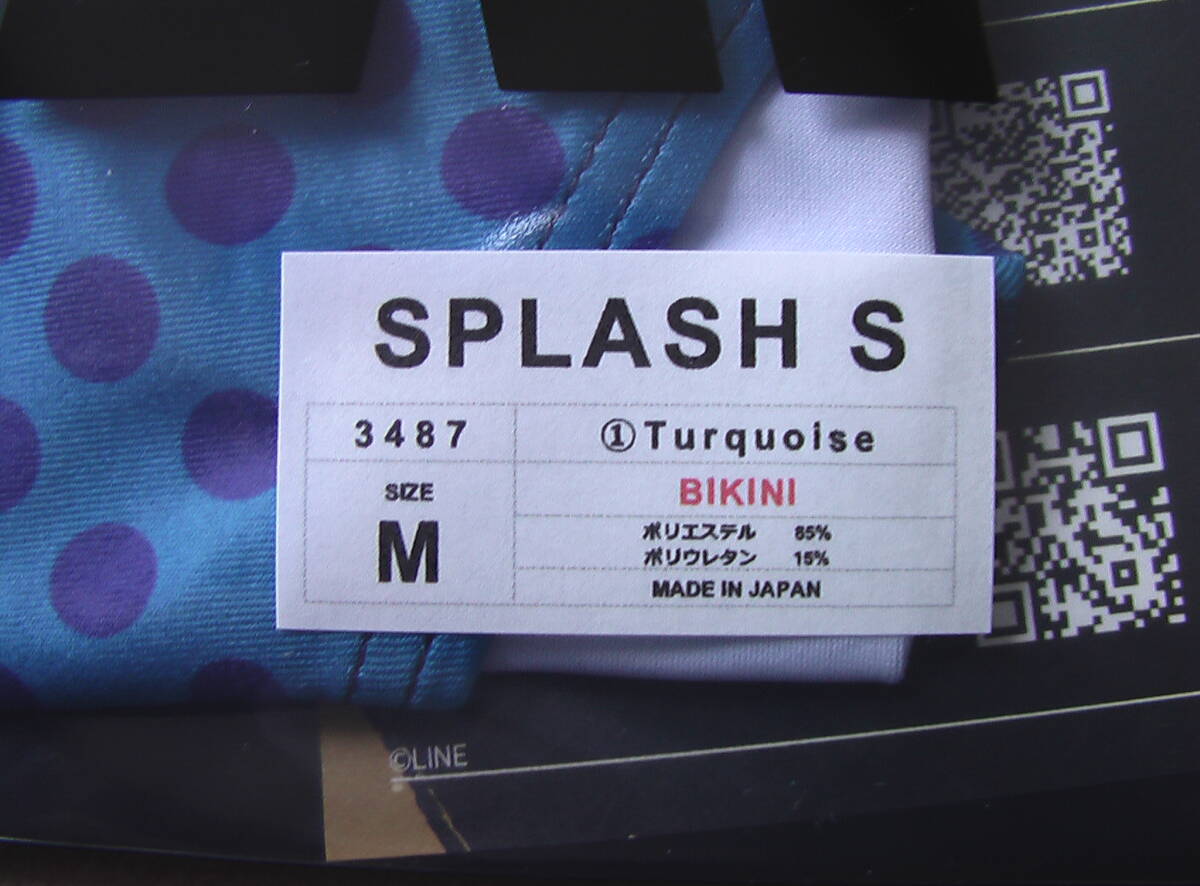 SPLASH S
3487
①Turquoise
SIZE
M
BIKINI
ポリエステル 85%
ポリウレタン 15%
MADE IN JAPAN
©LINE